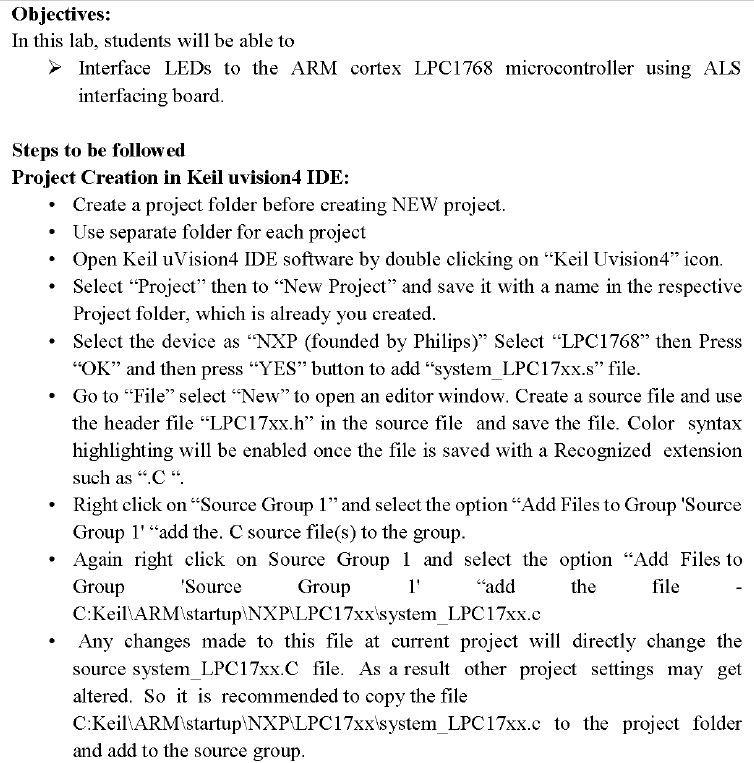 Objectives:
In this lab, students will be able to
➢ Interface LEDs to the ARM cortex LPC1768 microcontroller using ALS
interfacing board.
Steps to be followed
Project Creation in Keil uvision4 IDE:
• Create a project folder before creating NEW project.
• Use separate folder for each project
• Open Keil uVision4 IDE software by double clicking on “Keil Uvision4” icon.
• Select “Project” then to “New Project” and save it with a name in the respective
Project folder, which is already you created.
• Select the device as “NXP (founded by Philips)” Select “LPC1768” then Press
“OK” and then press “YES” button to add “system_LPC17xx.s” file.
• Go to “File” select “New” to open an editor window. Create a source file and use
the header file “LPC17xx.h” in the source file and save the file. Color syntax
highlighting will be enabled once the file is saved with a Recognized extension
such as “.C “.
• Right click on “Source Group 1” and select the option “Add Files to Group 'Source
Group 1' “add the. C source file(s) to the group.
• Again right click on Source Group 1 and select the option “Add Files to
Group 'Source Group 1' “add the file -
C:Keil\ARM\startup\NXP\LPC17xx\system_LPC17xx.c
• Any changes made to this file at current project will directly change the
source system_LPC17xx.C file. As a result other project settings may get
altered. So it is recommended to copy the file
C:Keil\ARM\startup\NXP\LPC17xx\system_LPC17xx.c to the project folder
and add to the source group.